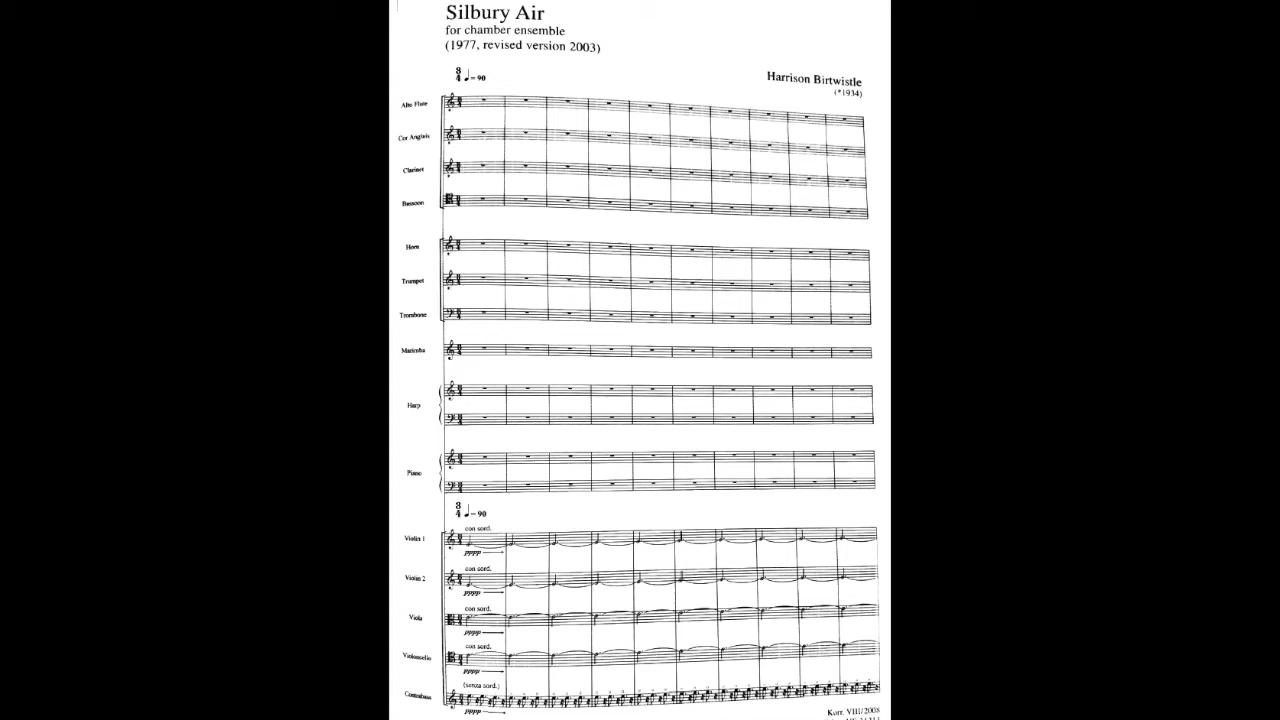 Silbury Air
for chamber ensemble
(1977, revised version 2003)
3/4 ♩= 90
Harrison Birtwistle
(*1934)
Alto Flute
Cor Anglais
Clarinet
Bassoon
Horn
Trumpet
Trombone
Marimba
Harp
Piano
3/4 ♩= 90
con sord.
Violin 1
pppp
con sord.
Violin 2
pppp
con sord.
Viola
pppp
con sord.
Violoncello
pppp
(senza sord.)
Contrabass
pppp
Korr. VIII/2008